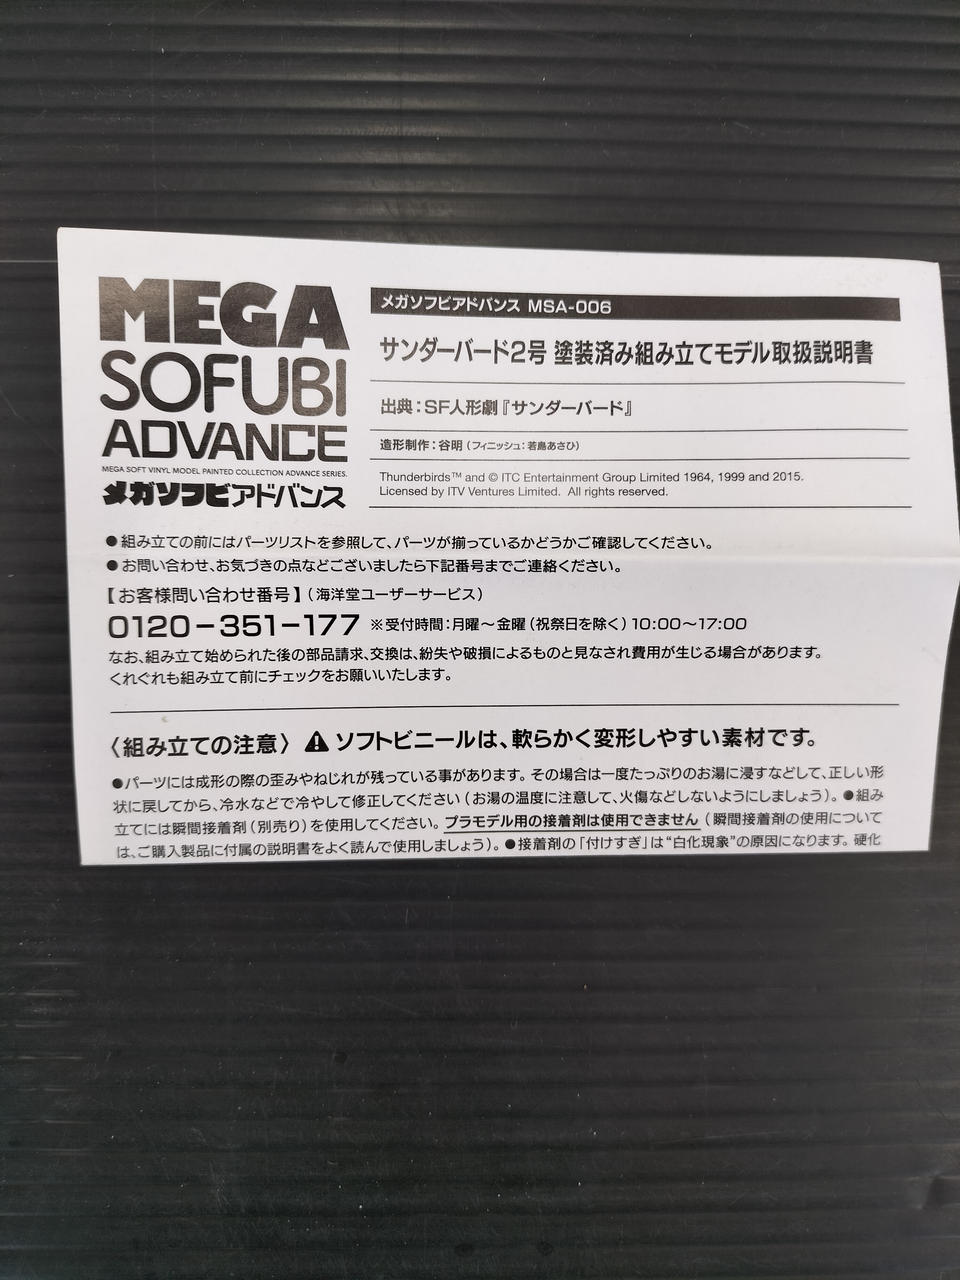 MEGA
SOFUBI
ADVANCE
MEGA SOFT VINYL MODEL PAINTED COLLECTION ADVANCE SERIES.
メガソフビアドバンス
メガソフビアドバンス MSA-006
サンダーバード2号 塗装済み組み立てモデル取扱説明書
出典：SF人形劇『サンダーバード』
造形制作：谷明（フィニッシュ：若島あさひ）
Thunderbirds™ and © ITC Entertainment Group Limited 1964, 1999 and 2015.
Licensed by ITV Ventures Limited. All rights reserved.
●組み立ての前にはパーツリストを参照して、パーツが揃っているかどうかご確認してください。
●お問い合わせ、お気づきの点などございましたら下記番号までご連絡ください。
【お客様問い合わせ番号】（海洋堂ユーザーサービス）
0120−351−177 ※受付時間：月曜〜金曜（祝祭日を除く）10:00〜17:00
なお、組み立て始められた後の部品請求、交換は、紛失や破損によるものと見なされ費用が生じる場合があります。
くれぐれも組み立て前にチェックをお願いいたします。
〈組み立ての注意〉⚠ソフトビニールは、軟らかく変形しやすい素材です。
●パーツには成形の際の歪みやねじれが残っている事があります。その場合は一度たっぷりのお湯に浸すなどして、正しい形
状に戻してから、冷水などで冷やして修正してください（お湯の温度に注意して、火傷などしないようにしましょう）。●組み
立てには瞬間接着剤（別売り）を使用してください。プラモデル用の接着剤は使用できません（瞬間接着剤の使用について
は、ご購入製品に付属の説明書をよく読んで使用しましょう）。●接着剤の「付けすぎ」は“白化現象”の原因になります。硬化